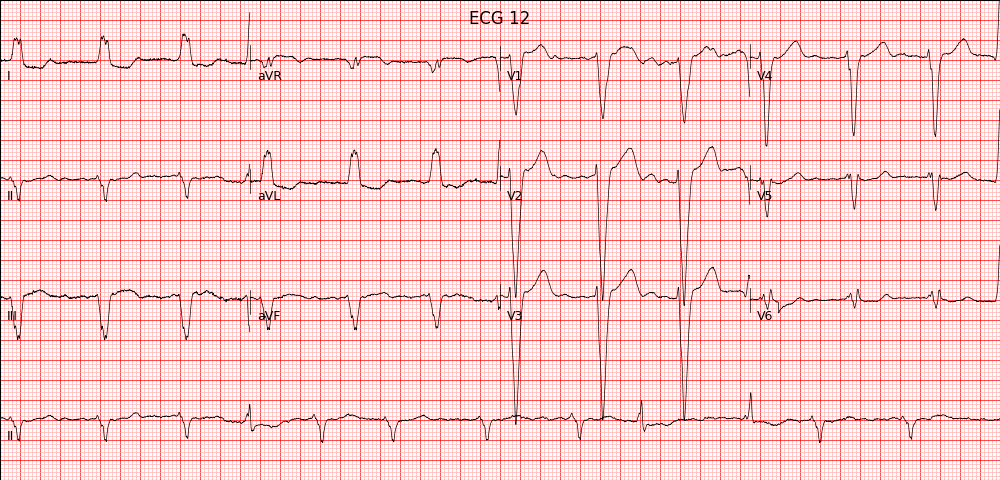 ECG 12
I aVR V1 V4
II aVL V2 V5
III aVF V3 V6
II